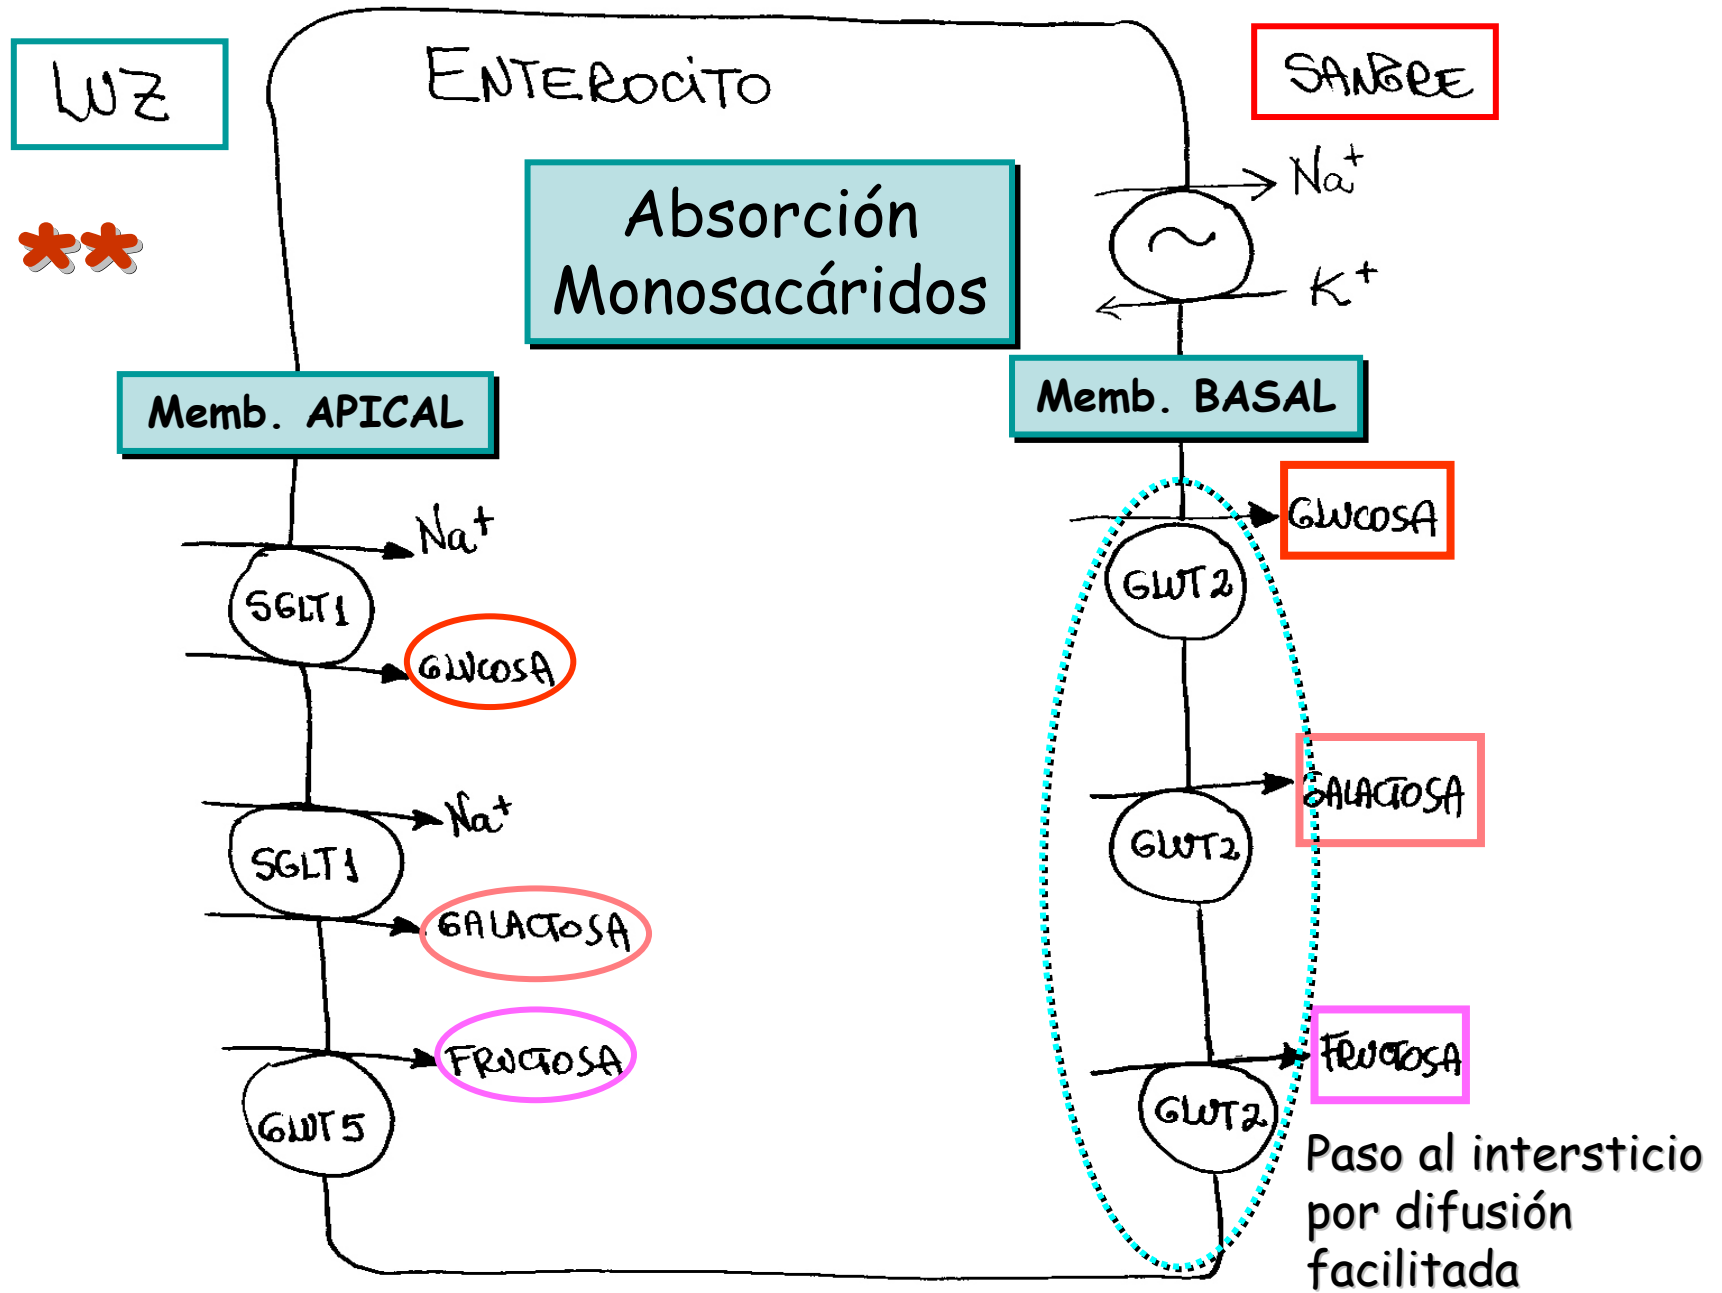 LUZ
ENTEROCITO
SANGRE
**
Absorción
Monosacáridos
Na+
~
K+
Memb. APICAL
Memb. BASAL
Na+
SGLT1
GLUCOSA
GLUCOSA
GLUT2
Na+
SGLT1
GALACTOSA
GALACTOSA
GLUT2
FRUCTOSA
GLUT5
FRUCTOSA
GLUT2
Paso al intersticio
por difusión
facilitada